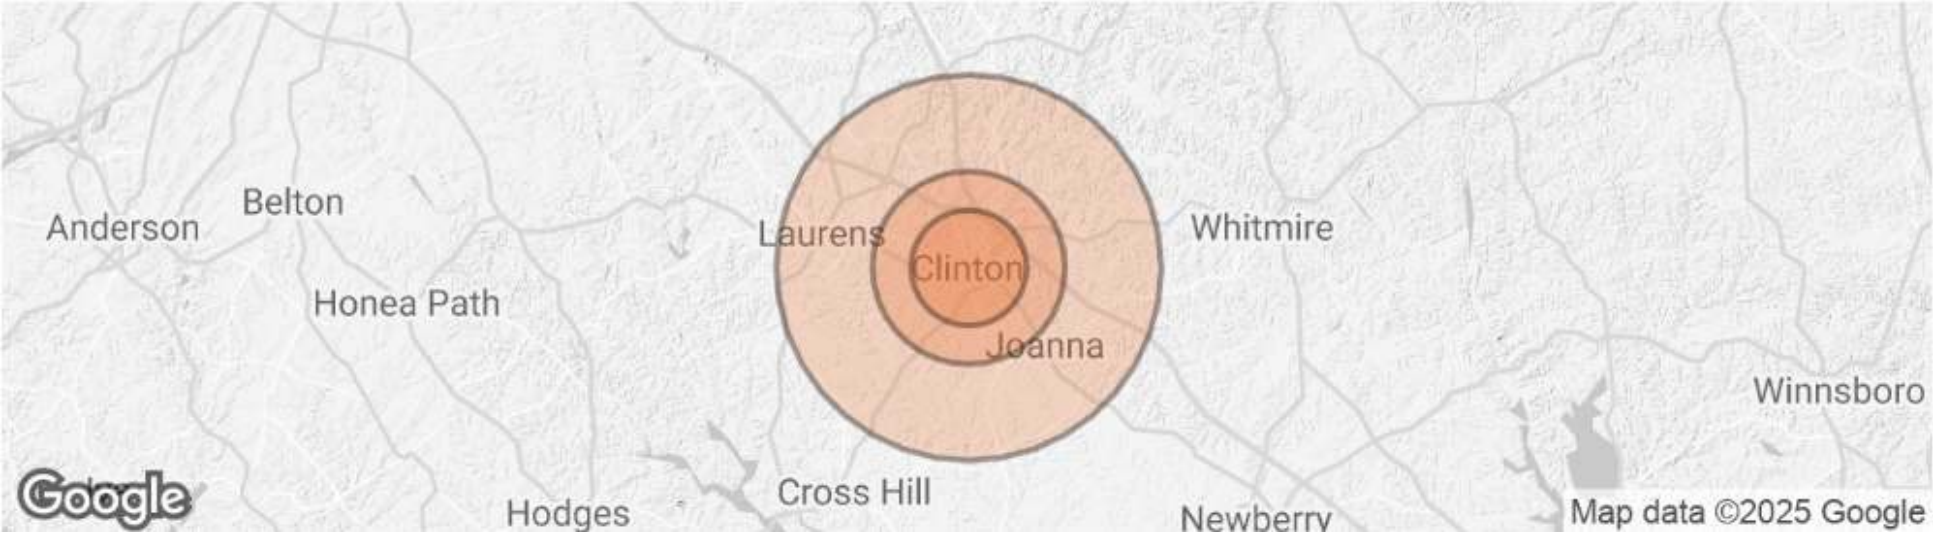 Belton
Anderson
Laurens
Whitmire
Clinton
Honea Path
Joanna
Winnsboro
Cross Hill
Google
Hodges
Newberry
Map data ©2025 Google